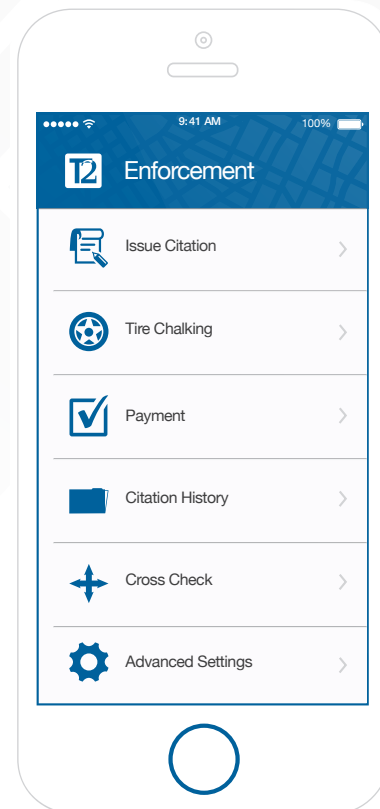 9:41 AM
100%
T2
Enforcement
Issue Citation
Tire Chalking
Payment
Citation History
Cross Check
Advanced Settings